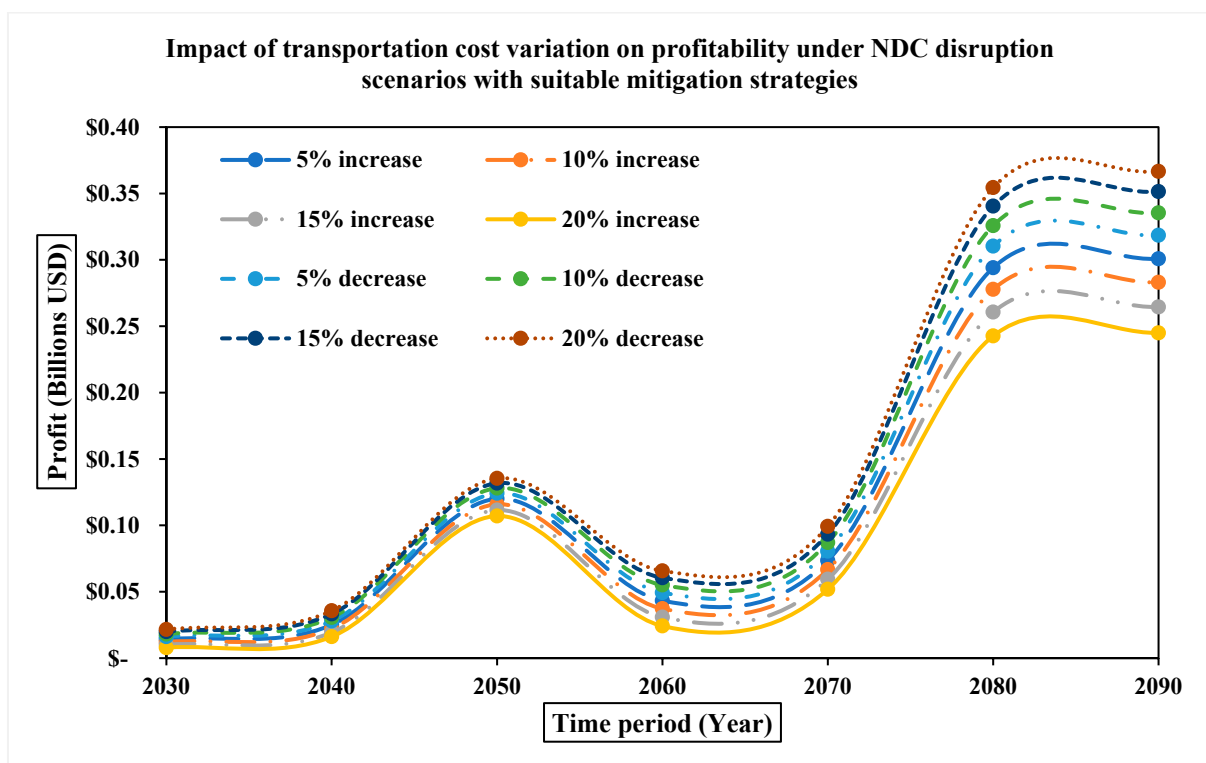 Impact of transportation cost variation on profitability under NDC disruption
scenarios with suitable mitigation strategies
$0.40
$0.35
$0.30
$0.25
$0.20
$0.15
$0.10
$0.05
$-
Profit (Billions USD)
5% increase
10% increase
15% increase
20% increase
5% decrease
10% decrease
15% decrease
20% decrease
2030 2040 2050 2060 2070 2080 2090
Time period (Year)